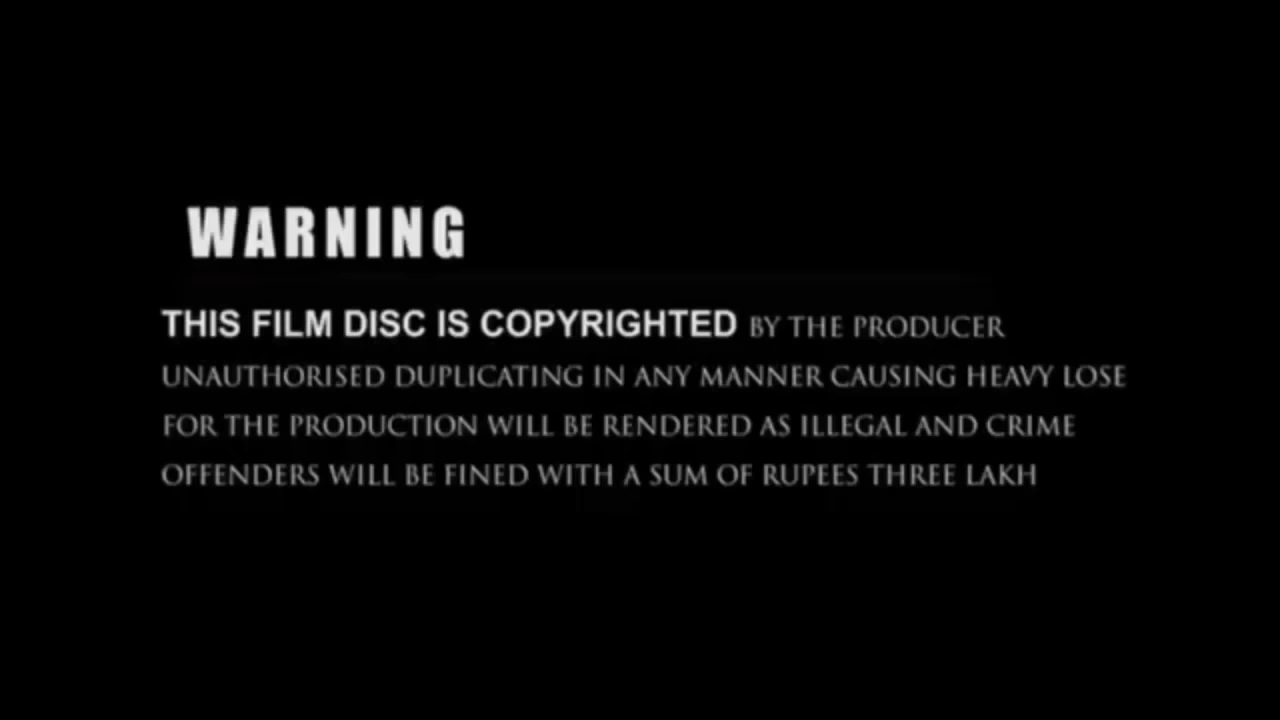 WARNING
THIS FILM DISC IS COPYRIGHTED BY THE PRODUCER
UNAUTHORISED DUPLICATING IN ANY MANNER CAUSING HEAVY LOSE
FOR THE PRODUCTION WILL BE RENDERED AS ILLEGAL AND CRIME
OFFENDERS WILL BE FINED WITH A SUM OF RUPEES THREE LAKH